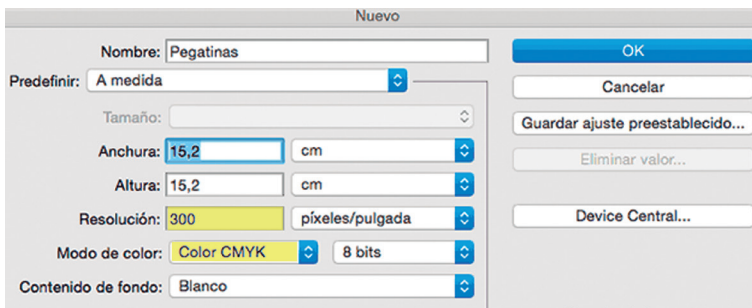 Nuevo
Nombre: Pegatinas
OK
Predefinir: A medida
Cancelar
Tamaño:
Guardar ajuste preestablecido...
Anchura: 15,2 cm
Eliminar valor...
Altura: 15,2 cm
Resolución: 300 píxeles/pulgada
Device Central...
Modo de color: Color CMYK 8 bits
Contenido de fondo: Blanco